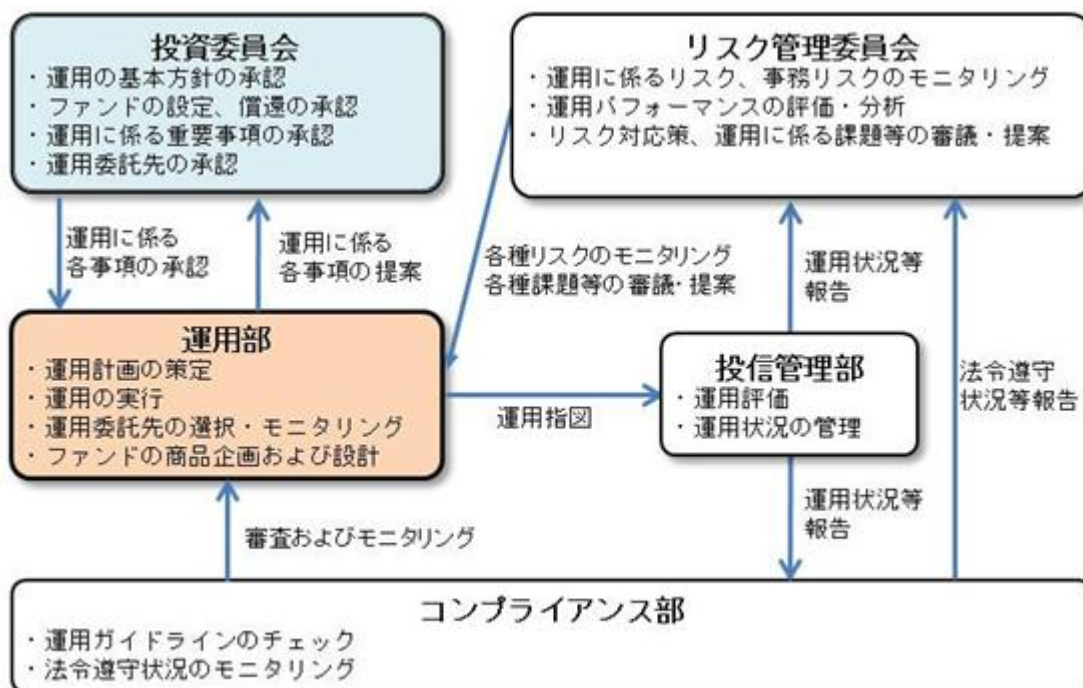 投資委員会
・運用の基本方針の承認
・ファンドの設定、償還の承認
・運用に係る重要事項の承認
・運用委託先の承認
リスク管理委員会
・運用に係るリスク、事務リスクのモニタリング
・運用パフォーマンスの評価・分析
・リスク対応策、運用に係る課題等の審議・提案
運用に係る
各事項の承認
運用に係る
各事項の提案
各種リスクのモニタリング
各種課題等の審議・提案
運用状況等
報告
運用部
・運用計画の策定
・運用の実行
・運用委託先の選択・モニタリング
・ファンドの商品企画および設計
運用指図
投信管理部
・運用評価
・運用状況の管理
法令遵守
状況等報告
審査およびモニタリング
運用状況等
報告
コンプライアンス部
・運用ガイドラインのチェック
・法令遵守状況のモニタリング